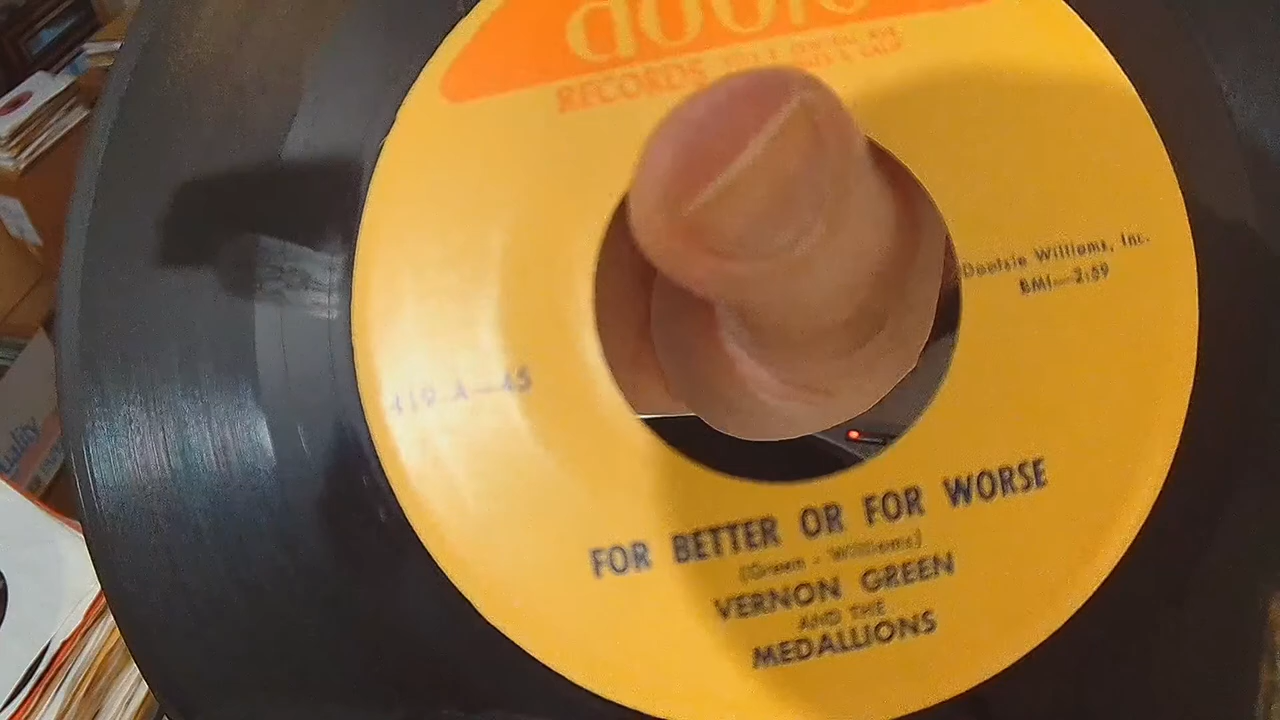 RECORDS
Dootsie Williams, Inc.
BMI—2:59
FOR BETTER OR FOR WORSE
(Green - Williams)
VERNON GREEN
AND THE
MEDALLIONS